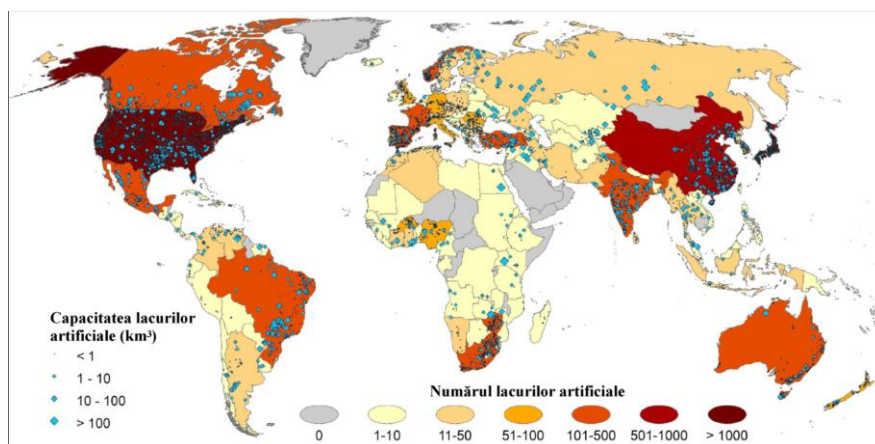 Capacitatea lacurilor
artificiale (km³)
< 1
1 - 10
10 - 100
> 100
Numărul lacurilor artificiale
0 1-10 11-50 51-100 101-500 501-1000 > 1000